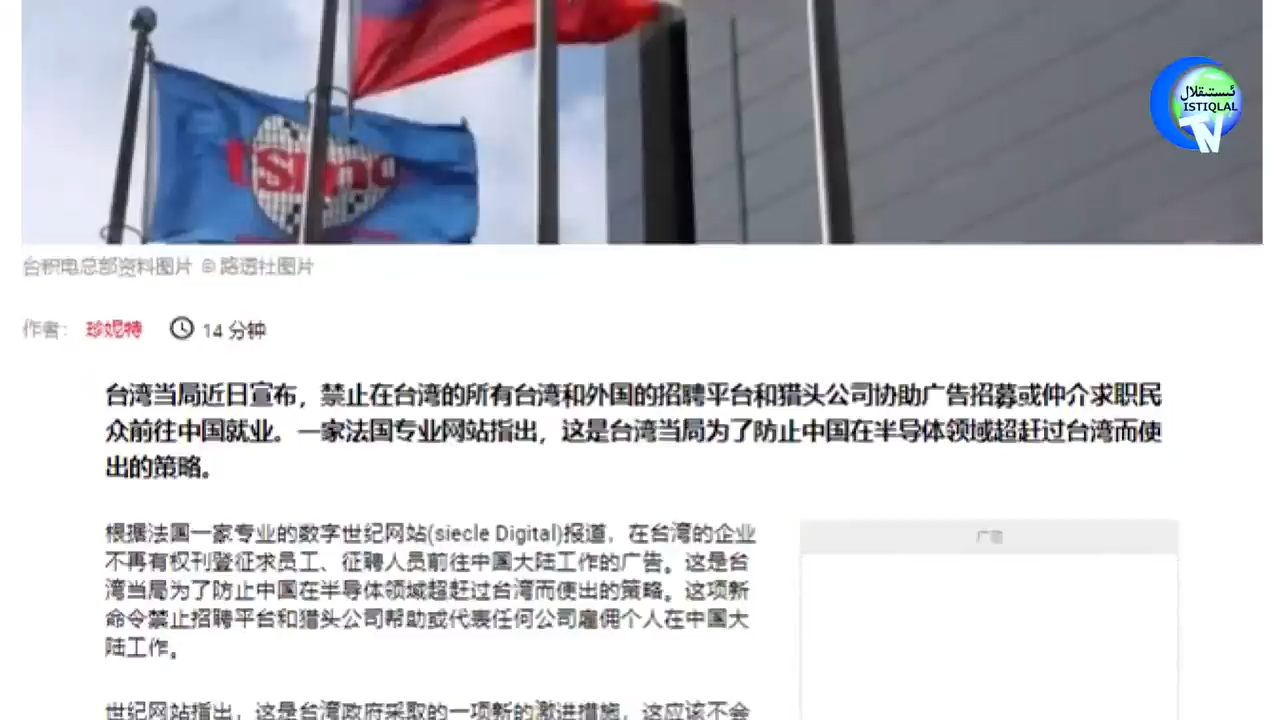 ئىستىقلال
ISTIQLAL
TV
tsmc
台积电总部资料图片 © 路透社图片
作者： 珍妮特 14 分钟
台湾当局近日宣布，禁止在台湾的所有台湾和外国的招聘平台和猎头公司协助广告招募或仲介求职民
众前往中国就业。一家法国专业网站指出，这是台湾当局为了防止中国在半导体领域超赶过台湾而使
出的策略。
根据法国一家专业的数字世纪网站(siecle Digital)报道，在台湾的企业
不再有权刊登征求员工、征聘人员前往中国大陆工作的广告。这是台
湾当局为了防止中国在半导体领域超赶过台湾而使出的策略。这项新
命令禁止招聘平台和猎头公司帮助或代表任何公司雇佣个人在中国大
陆工作。
广告
世纪网站指出，这是台湾政府采取的一项新的激进措施，这应该不会